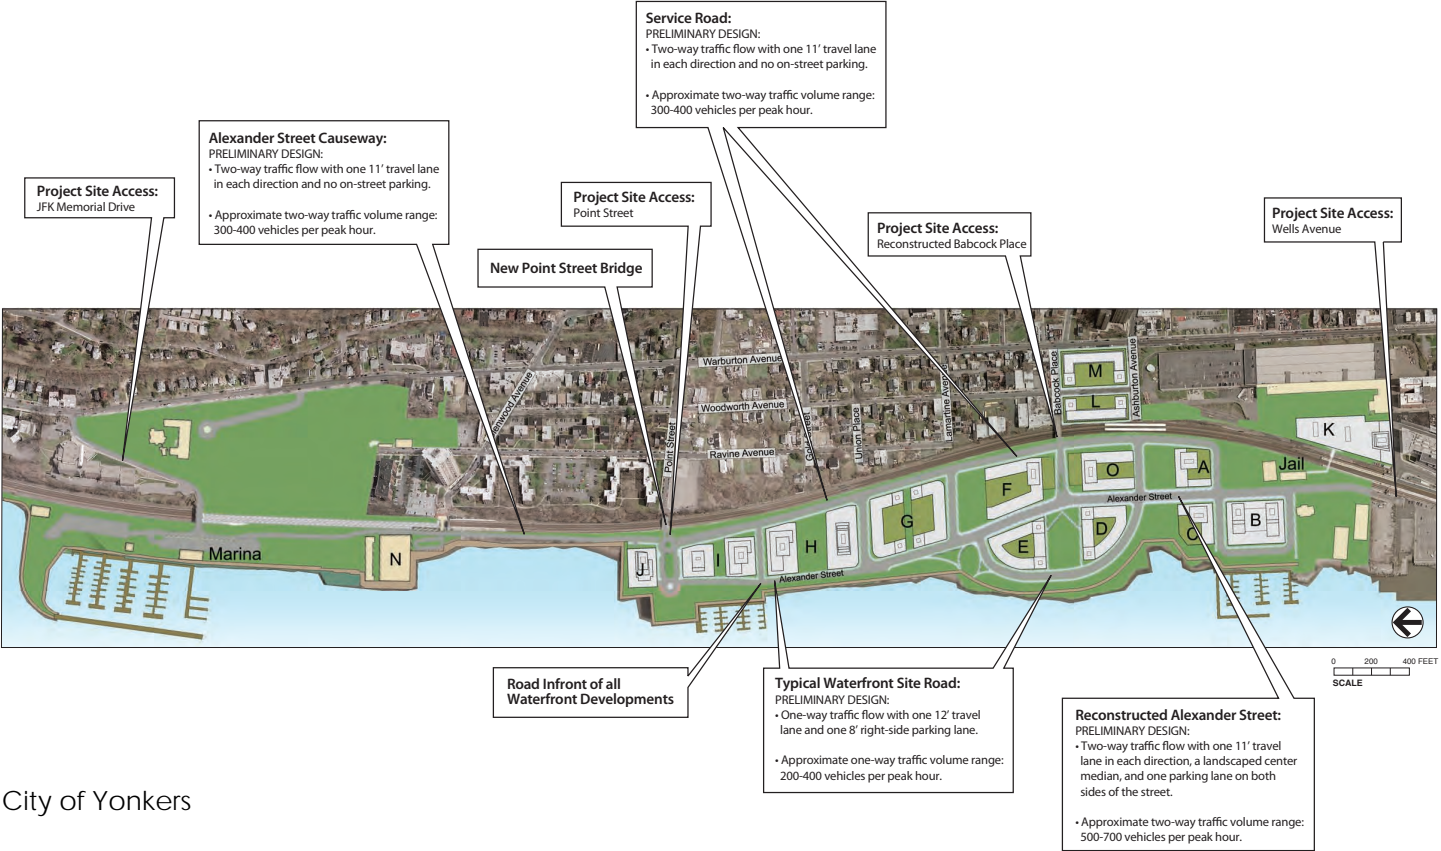 Service Road:
PRELIMINARY DESIGN:
• Two-way traffic flow with one 11’ travel lane
in each direction and no on-street parking.
• Approximate two-way traffic volume range:
300-400 vehicles per peak hour.
Alexander Street Causeway:
PRELIMINARY DESIGN:
• Two-way traffic flow with one 11’ travel lane
in each direction and no on-street parking.
• Approximate two-way traffic volume range:
300-400 vehicles per peak hour.
Project Site Access:
JFK Memorial Drive
Project Site Access:
Point Street
New Point Street Bridge
Project Site Access:
Reconstructed Babcock Place
Project Site Access:
Wells Avenue
Warburton Avenue
Woodworth Avenue
Ravine Avenue
Point Street
Union Place
Lamartine Avenue
Babcock Place
Ashburton Avenue
M
L
K
Jail
O
A
F
Alexander Street
G
D
C
B
E
H
I
J
Alexander Street
N
Marina
0 200 400 FEET
SCALE
Road Infront of all
Waterfront Developments
Typical Waterfront Site Road:
PRELIMINARY DESIGN:
• One-way traffic flow with one 12’ travel
lane and one 8’ right-side parking lane.
• Approximate one-way traffic volume range:
200-400 vehicles per peak hour.
Reconstructed Alexander Street:
PRELIMINARY DESIGN:
• Two-way traffic flow with one 11’ travel
lane in each direction, a landscaped center
median, and one parking lane on both
sides of the street.
• Approximate two-way traffic volume range:
500-700 vehicles per peak hour.
City of Yonkers